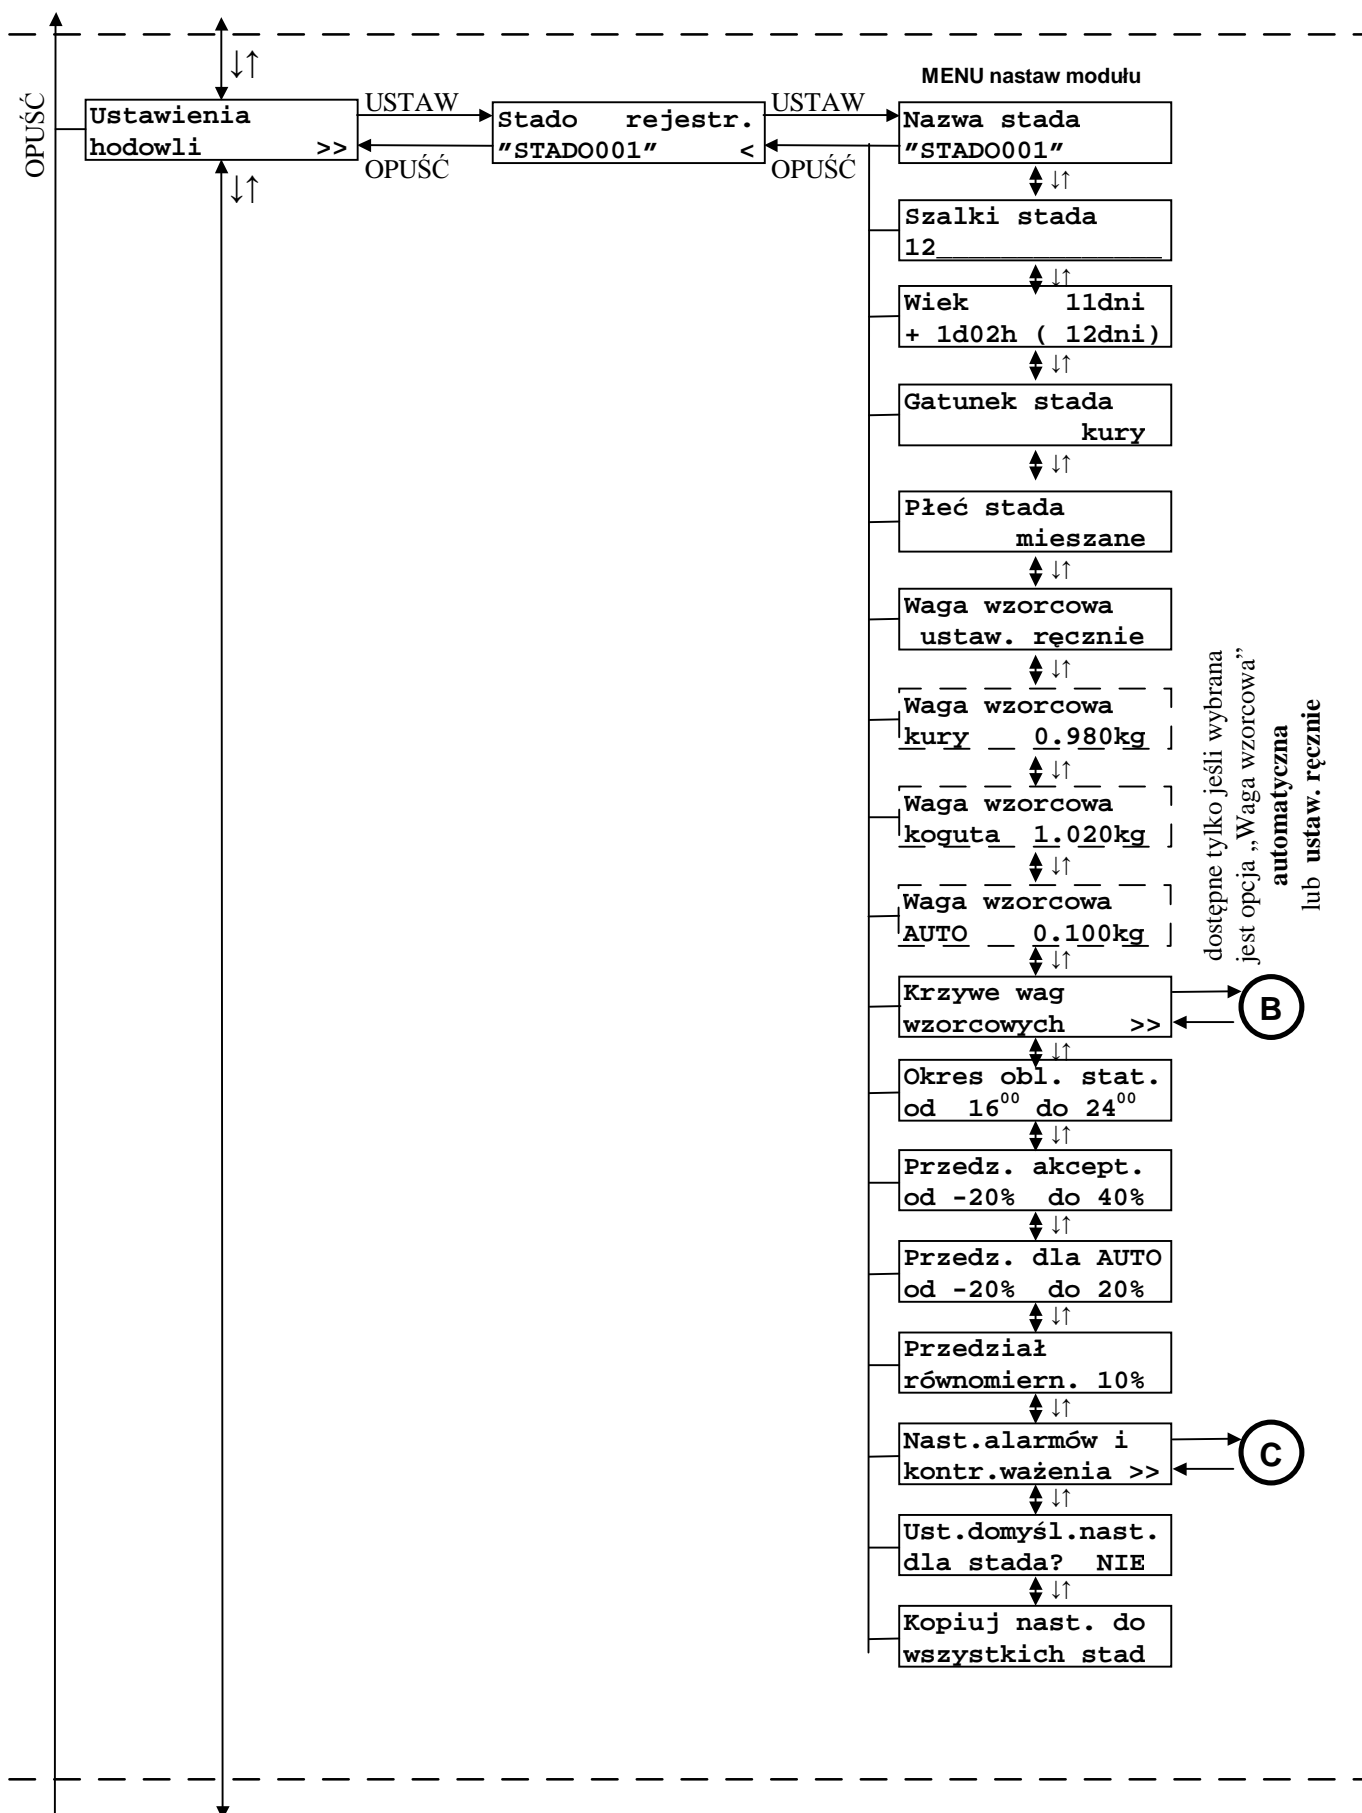 MENU nastaw modułu
OPUŚĆ
↓↑
Ustawienia
hodowli >>
USTAW
OPUŚĆ
Stado rejestr.
"STADO001" <
USTAW
OPUŚĆ
Nazwa stada
"STADO001"
↓↑
↓↑
Szalki stada
12______________
↓↑
Wiek 11dni
+ 1d02h ( 12dni)
↓↑
Gatunek stada
kury
↓↑
Płeć stada
mieszane
↓↑
Waga wzorcowa
ustaw. ręcznie
↓↑
Waga wzorcowa
kury 0.980kg
↓↑
Waga wzorcowa
koguta 1.020kg
↓↑
Waga wzorcowa
AUTO 0.100kg
↓↑
dostępne tylko jeśli wybrana
jest opcja „Waga wzorcowa”
automatyczna
lub ustaw. ręcznie
Krzywe wag
wzorcowych >>
B
↓↑
Okres obl. stat.
od 16⁰⁰ do 24⁰⁰
↓↑
Przedz. akcept.
od -20% do 40%
↓↑
Przedz. dla AUTO
od -20% do 20%
↓↑
Przedział
równomiern. 10%
↓↑
Nast.alarmów i
kontr.ważenia >>
C
↓↑
Ust.domyśl.nast.
dla stada? NIE
↓↑
Kopiuj nast. do
wszystkich stad